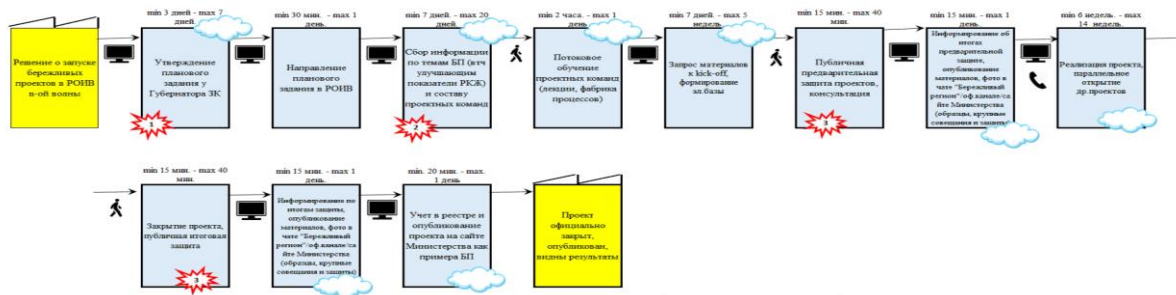 min 3 дней - max 7
дней.
min 30 мин. - max 1
день.
min 7 дней. - max 20
дней.
min 2 часа. - max 1
день.
min 7 дней - max 5
недель.
min 15 мин. - max 40
мин.
min 15 мин. - max 1
день.
min 6 недель. - max
14 недель.
Решение о запуске
бережливых
проектов в РОИВ
n-ой волны
Утверждение
планового
задания у
Губернатора ЗК
1
Направление
планового
задания в РОИВ
Сбор информации
по темам БП (втч
улучшающим
показатели РКЖ) и
составу
проектных команд
2
Потоковое
обучение
проектных команд
(лекции, фабрика
процессов)
Запрос материалов
к kick-off,
формирование
эл.базы
Публичная
предварительная
защита проектов,
консультация
3
Информирование об
итогах
предварительной
защиты,
опубликование
материалов, фото в
чате "Бережливый
регион"/оф.канале/са
йте Министерства
(образцы, крупные
совещания и защиты)
Реализация проекта,
параллельное
открытие
др.проектов
min 15 мин. - max 40
мин.
min 15 мин. - max 1
день.
min 20 мин. - max.
1 день
Закрытие проекта,
публичная итоговая
защита
3
Информирование по
итогам защиты,
опубликование
материалов, фото в
чате "Бережливый
регион"/оф.канале/са
йте Министерства
(образцы, крупные
совещания и защиты)
Учет в реестре и
опубликование
проекта на сайте
Министерства как
примера БП
Проект
официально
закрыт,
опубликован,
видны результаты